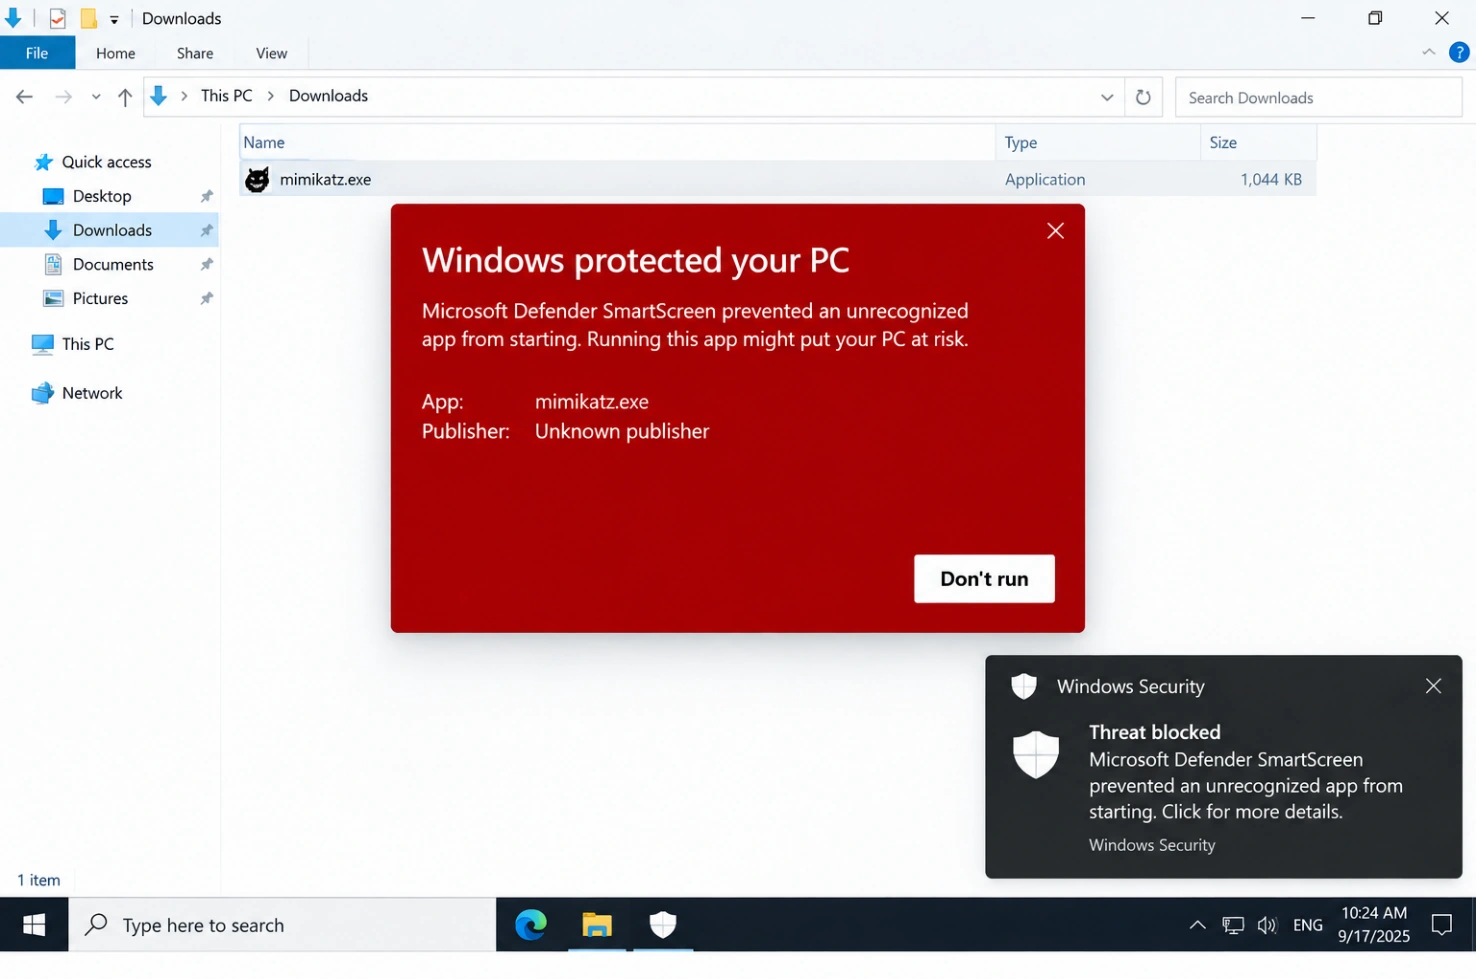 Downloads
File Home Share View
?
This PC Downloads
Search Downloads
Name Type Size
mimikatz.exe Application 1,044 KB
Quick access
Desktop
Downloads
Documents
Pictures
This PC
Network
Windows protected your PC
Microsoft Defender SmartScreen prevented an unrecognized
app from starting. Running this app might put your PC at risk.
App: mimikatz.exe
Publisher: Unknown publisher
Don't run
Windows Security
Threat blocked
Microsoft Defender SmartScreen
prevented an unrecognized app from
starting. Click for more details.
Windows Security
1 item
Type here to search
ENG
10:24 AM
9/17/2025